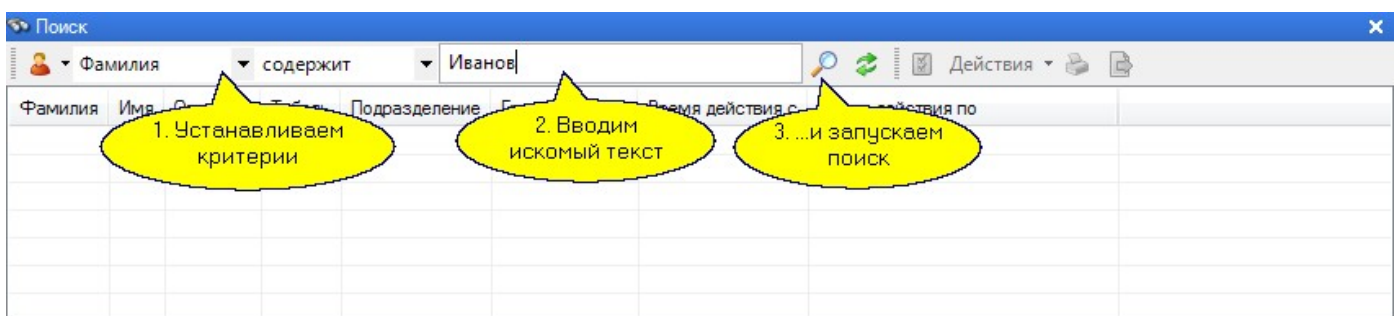 Поиск
Фамилия содержит Иванов Действия
Фамилия Имя Подразделение Время действия с действия по
1. Устанавливаем
критерии
2. Вводим
искомый текст
3. ...и запускаем
поиск